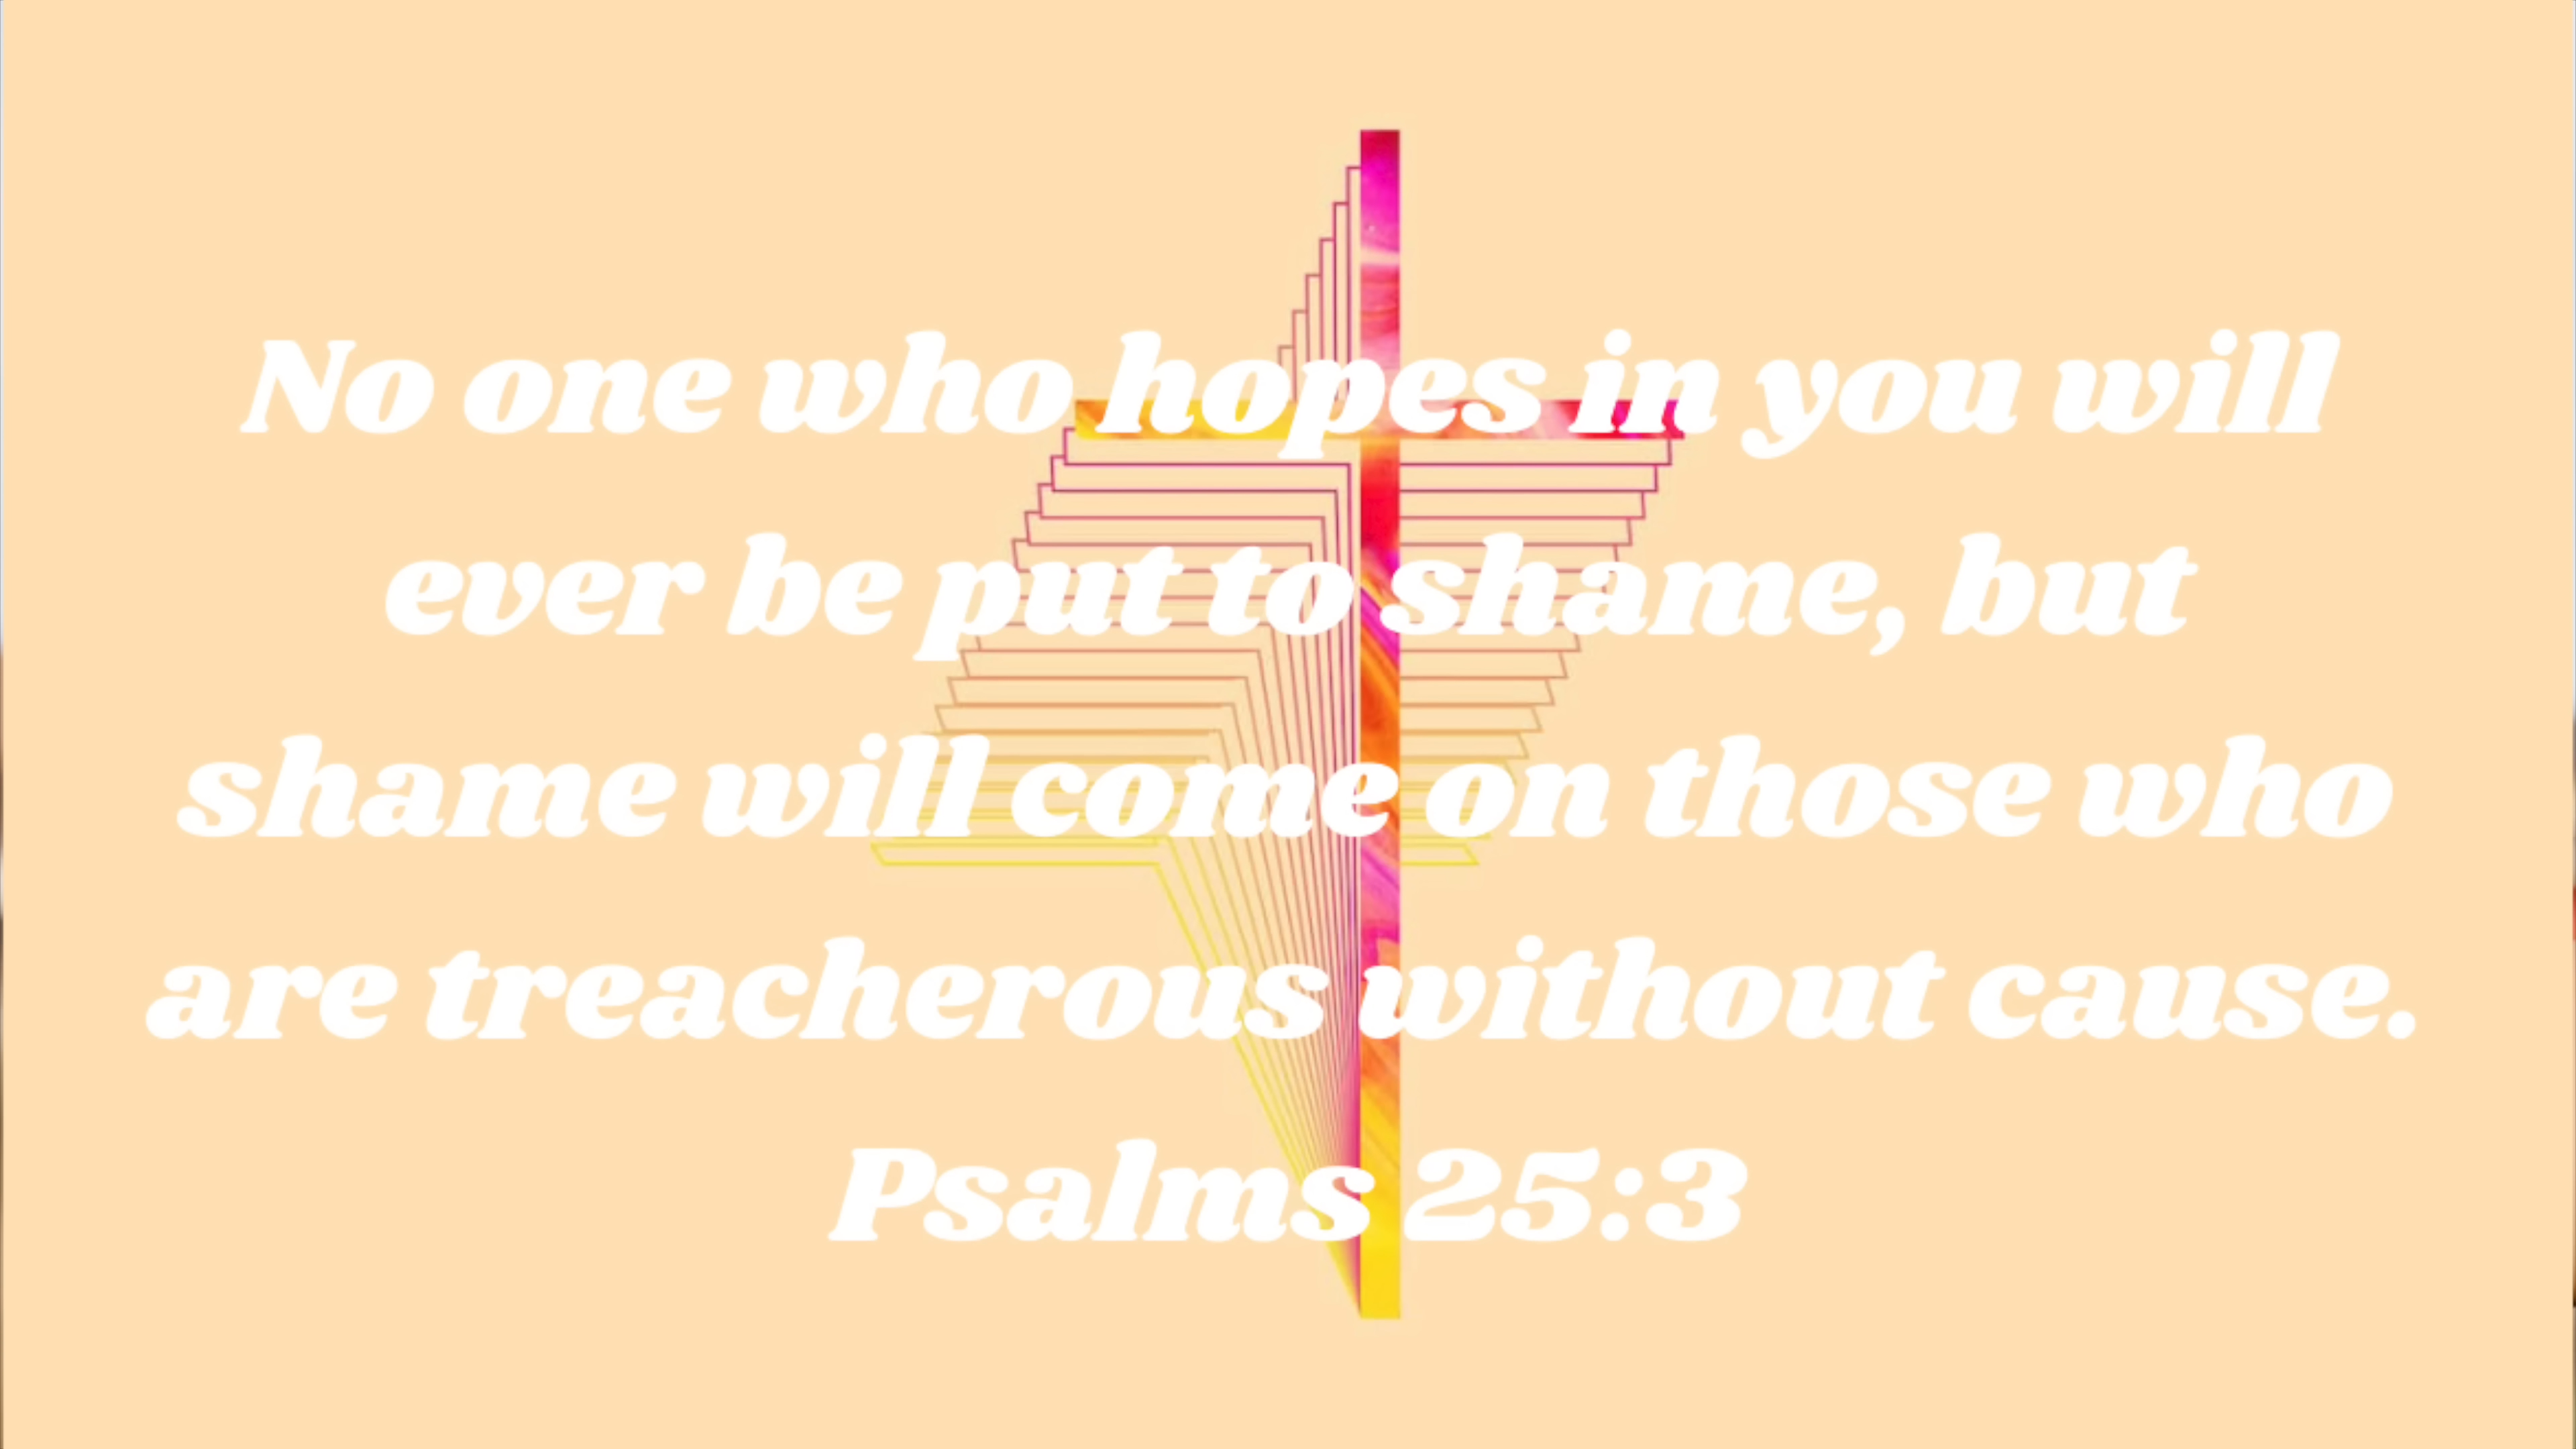 No one who hopes in you will
ever be put to shame, but
shame will come on those who
are treacherous without cause.
Psalms 25:3